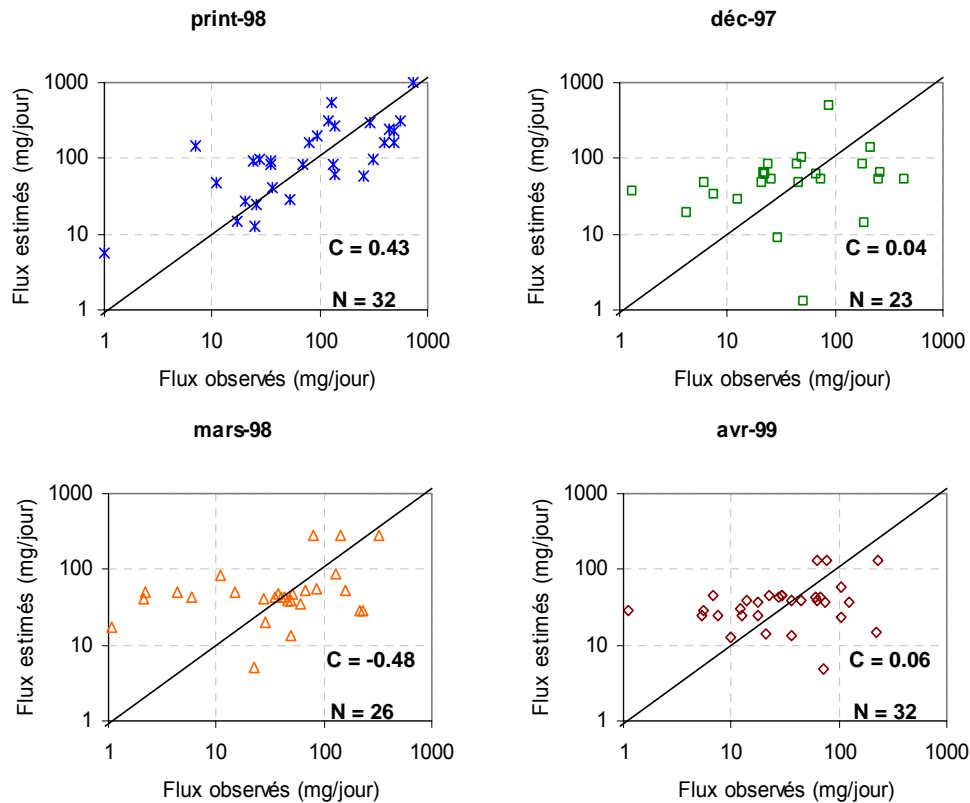 print-98
1000
100
10
1
Flux estimés (mg/jour)
C = 0.43
N = 32
1 10 100 1000
Flux observés (mg/jour)
déc-97
1000
100
10
1
Flux estimés (mg/jour)
C = 0.04
N = 23
1 10 100 1000
Flux observés (mg/jour)
mars-98
1000
100
10
1
Flux estimés (mg/jour)
C = -0.48
N = 26
1 10 100 1000
Flux observés (mg/jour)
avr-99
1000
100
10
1
Flux estimés (mg/jour)
C = 0.06
N = 32
1 10 100 1000
Flux observés (mg/jour)